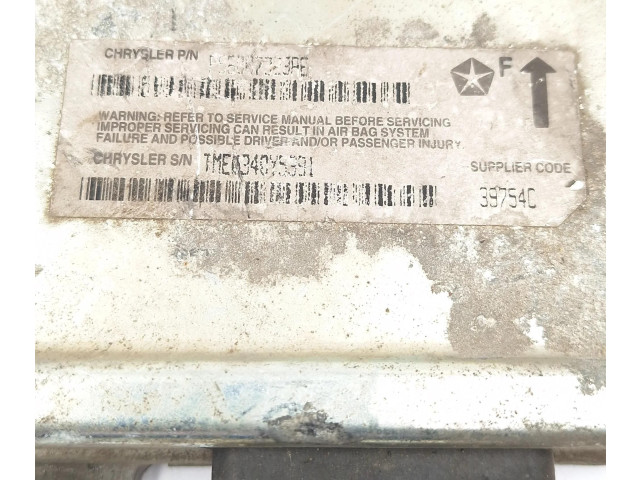 CHRYSLER P/N
F
WARNING: REFER TO SERVICE MANUAL BEFORE SERVICING
IMPROPER SERVICING CAN RESULT IN AIR BAG SYSTEM
FAILURE AND POSSIBLE DRIVER AND/OR PASSENGER INJURY.
CHRYSLER S/N
SUPPLIER CODE
39754C